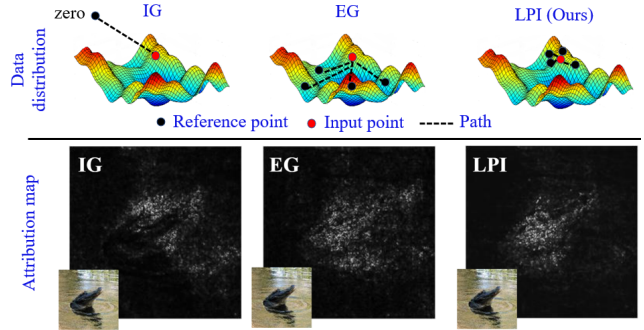 IG EG LPI (Ours)
zero
Data distribution
Reference point Input point Path
IG EG LPI
Attribution map